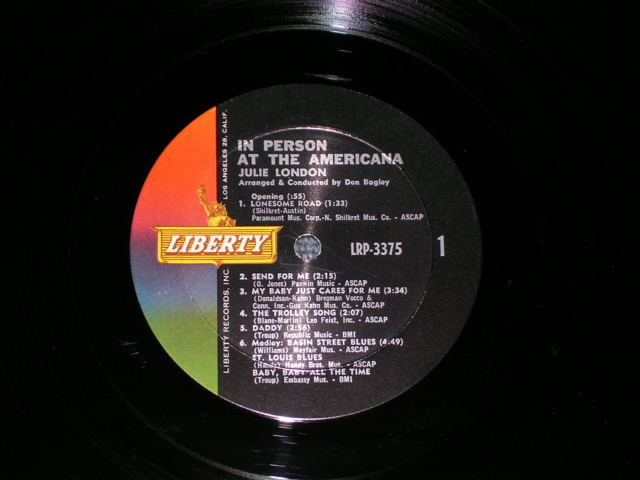 IN PERSON
AT THE AMERICANA
JULIE LONDON
Arranged & Conducted by Don Bagley
Opening (:55)
1. LONESOME ROAD (1:33)
(Shilkret-Austin)
Paramount Mus. Corp.-N. Shilkret Mus. Co. - ASCAP
LIBERTY
LRP-3375
1
2. SEND FOR ME (2:15)
(O. Jones) Paxwin Music - ASCAP
3. MY BABY JUST CARES FOR ME (3:34)
(Donaldson-Kahn) Bregman Vocco &
Conn, Inc.-Gus Kahn Mus. Co. - ASCAP
4. THE TROLLEY SONG (2:07)
(Blane-Martin) Leo Feist, Inc. - ASCAP
5. DADDY (2:56)
(Troup) Republic Music - BMI
6. Medley: BASIN STREET BLUES (4:49)
(Williams) Mayfair Mus. - ASCAP
ST. LOUIS BLUES
(Handy) Handy Bros. Mus. - ASCAP
BABY, BABY ALL THE TIME
(Troup) Embassy Mus. - BMI
LIBERTY RECORDS, INC.
LOS ANGELES 28, CALIF.